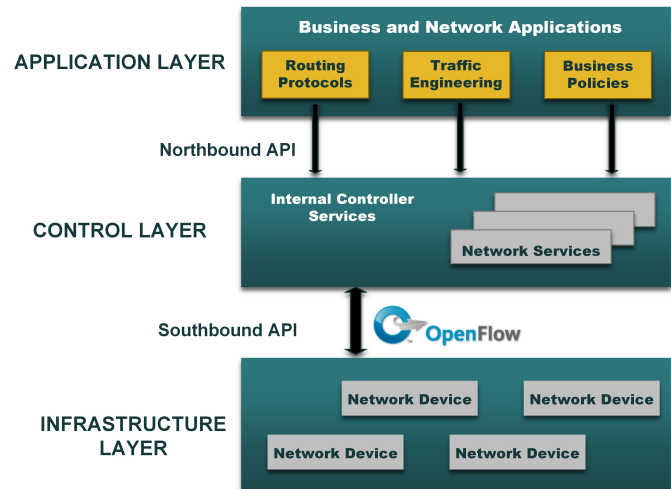 Business and Network Applications
APPLICATION LAYER
Routing
Protocols
Traffic
Engineering
Business
Policies
Northbound API
Internal Controller
Services
CONTROL LAYER
Network Services
Southbound API
OpenFlow
™
Network Device
Network Device
INFRASTRUCTURE
LAYER
Network Device
Network Device